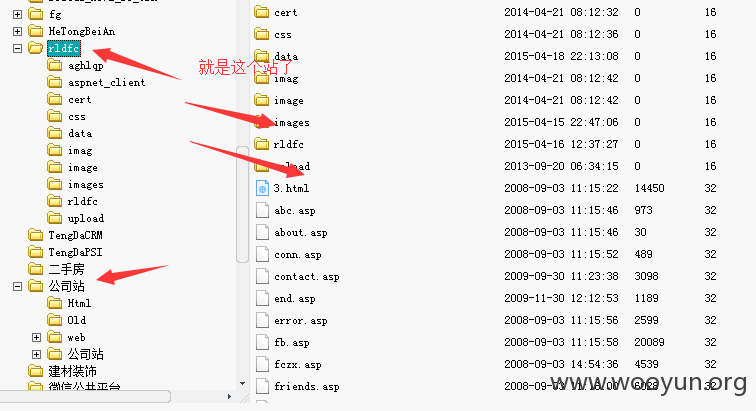 fg
HeTongBeiAn
rldfc
aghlqp
aspnet_client
cert
css
data
imag
image
images
rldfc
upload
TengDaCRM
TengDaPSI
二手房
公司站
Html
Old
web
公司站
建材装饰
微信公共平台
就是这个站了
cert 2014-04-21 08:12:32 0 16
css 2014-04-21 08:12:36 0 16
data 2015-04-18 22:13:08 0 16
imag 2014-04-21 08:12:42 0 16
image 2014-04-21 08:12:42 0 16
images 2015-04-15 22:47:06 0 16
rldfc 2015-04-16 12:37:27 0 16
upload 2013-09-20 06:34:15 0 16
3.html 2008-09-03 11:15:22 14450 32
abc.asp 2008-09-03 11:15:46 973 32
about.asp 2008-09-03 11:15:46 30 32
conn.asp 2008-09-03 11:15:52 489 32
contact.asp 2009-09-30 11:23:38 3098 32
end.asp 2009-11-30 12:12:53 1189 32
error.asp 2008-09-03 11:15:56 2599 32
fb.asp 2008-09-03 11:15:58 20089 32
fczx.asp 2008-09-03 14:54:36 4539 32
friends.asp 2008-09-03 32
www.wooyun.org